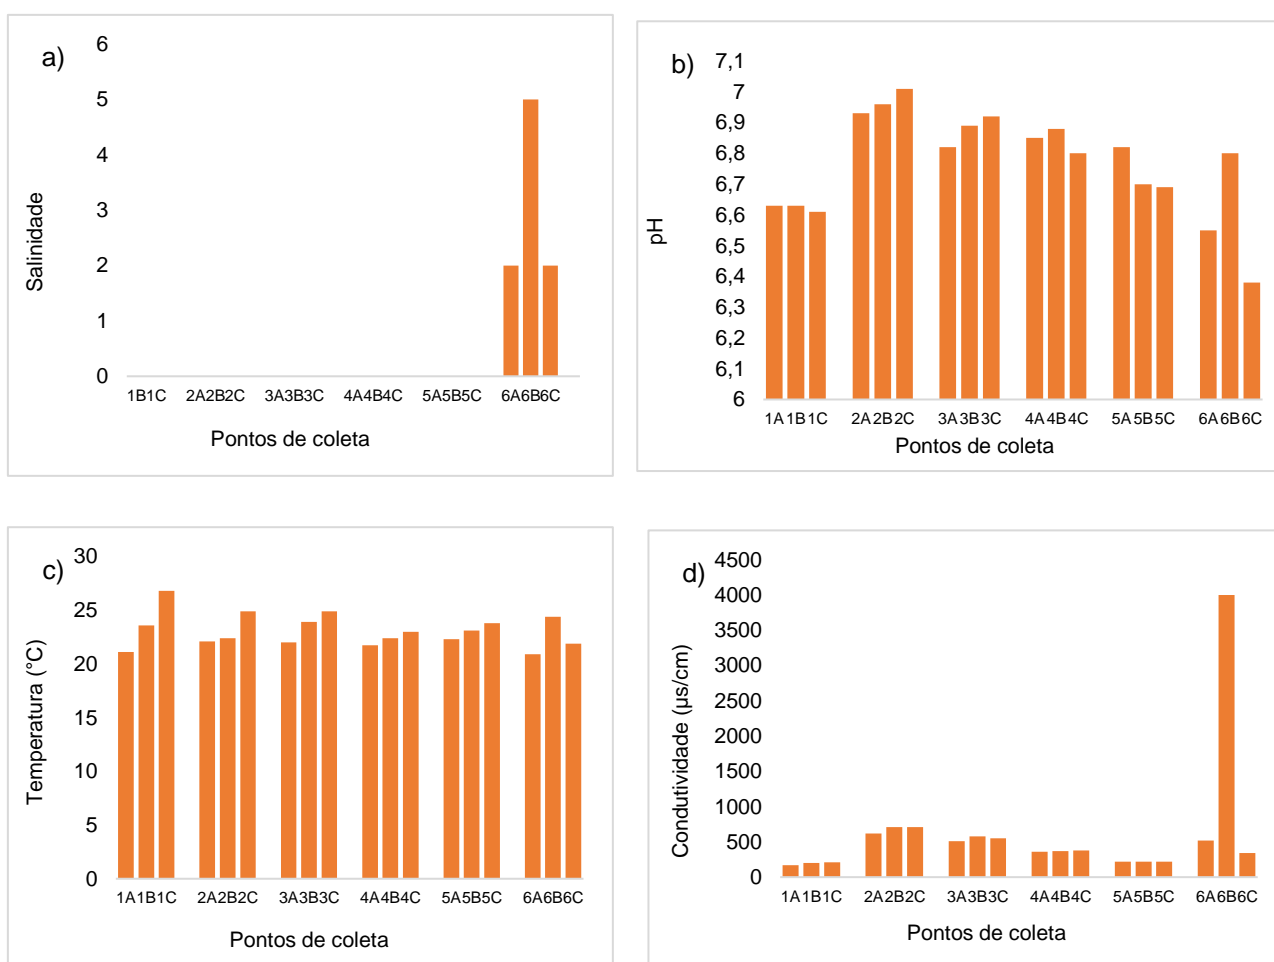 a)
6
5
4
3
2
1
0
Salinidade
1B1C 2A2B2C 3A3B3C 4A4B4C 5A5B5C 6A6B6C
Pontos de coleta
b)
7,1
7
6,9
6,8
6,7
6,6
6,5
6,4
6,3
6,2
6,1
6
pH
1A1B1C 2A2B2C 3A3B3C 4A4B4C 5A5B5C 6A6B6C
Pontos de coleta
c)
30
25
20
15
10
5
0
Temperatura (°C)
1A1B1C 2A2B2C 3A3B3C 4A4B4C 5A5B5C 6A6B6C
Pontos de coleta
d)
4500
4000
3500
3000
2500
2000
1500
1000
500
0
Condutividade (µs/cm)
1A1B1C 2A2B2C 3A3B3C 4A4B4C 5A5B5C 6A6B6C
Pontos de coleta